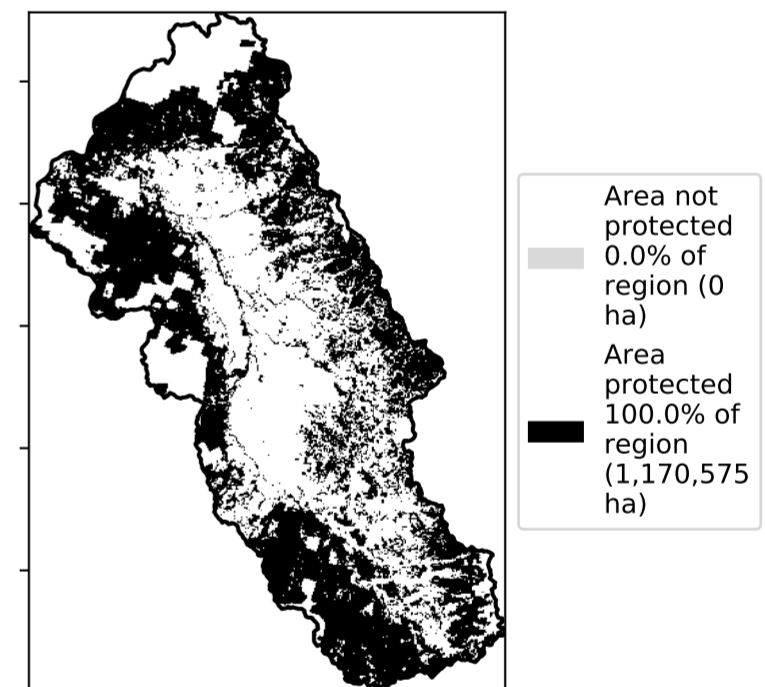 Area not
protected
0.0% of
region (0
ha)
Area
protected
100.0% of
region
(1,170,575
ha)